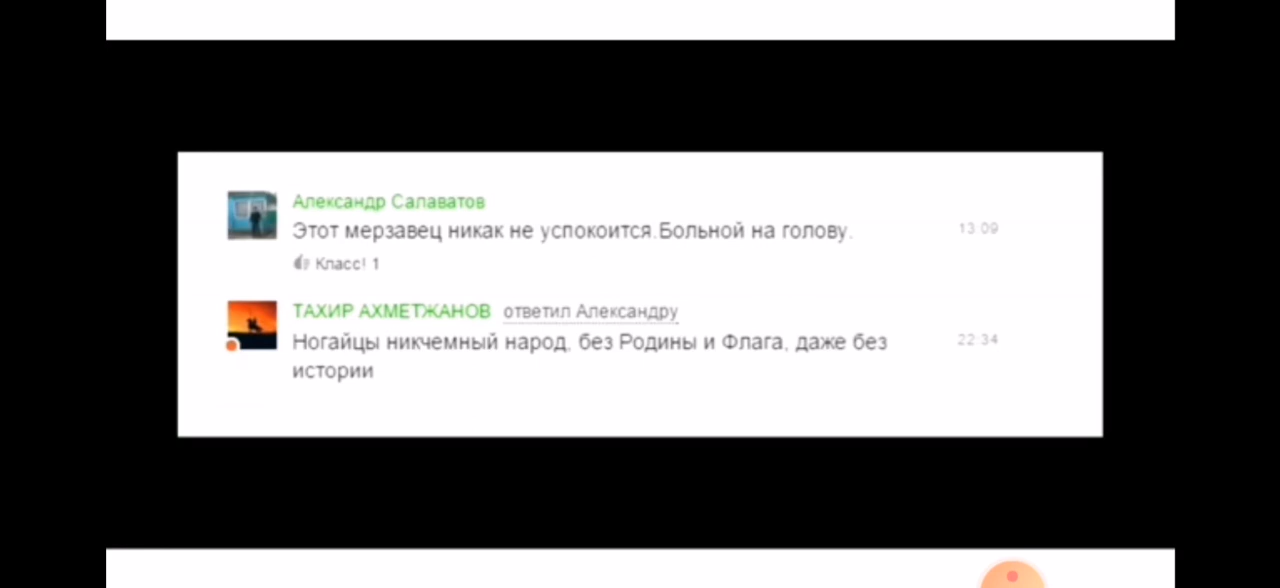 Александр Салаватов
Этот мерзавец никак не успокоится.Больной на голову.
13:09
Класс! 1
ТАХИР АХМЕТЖАНОВ ответил Александру
Ногайцы никчемный народ, без Родины и Флага, даже без
22:34
истории